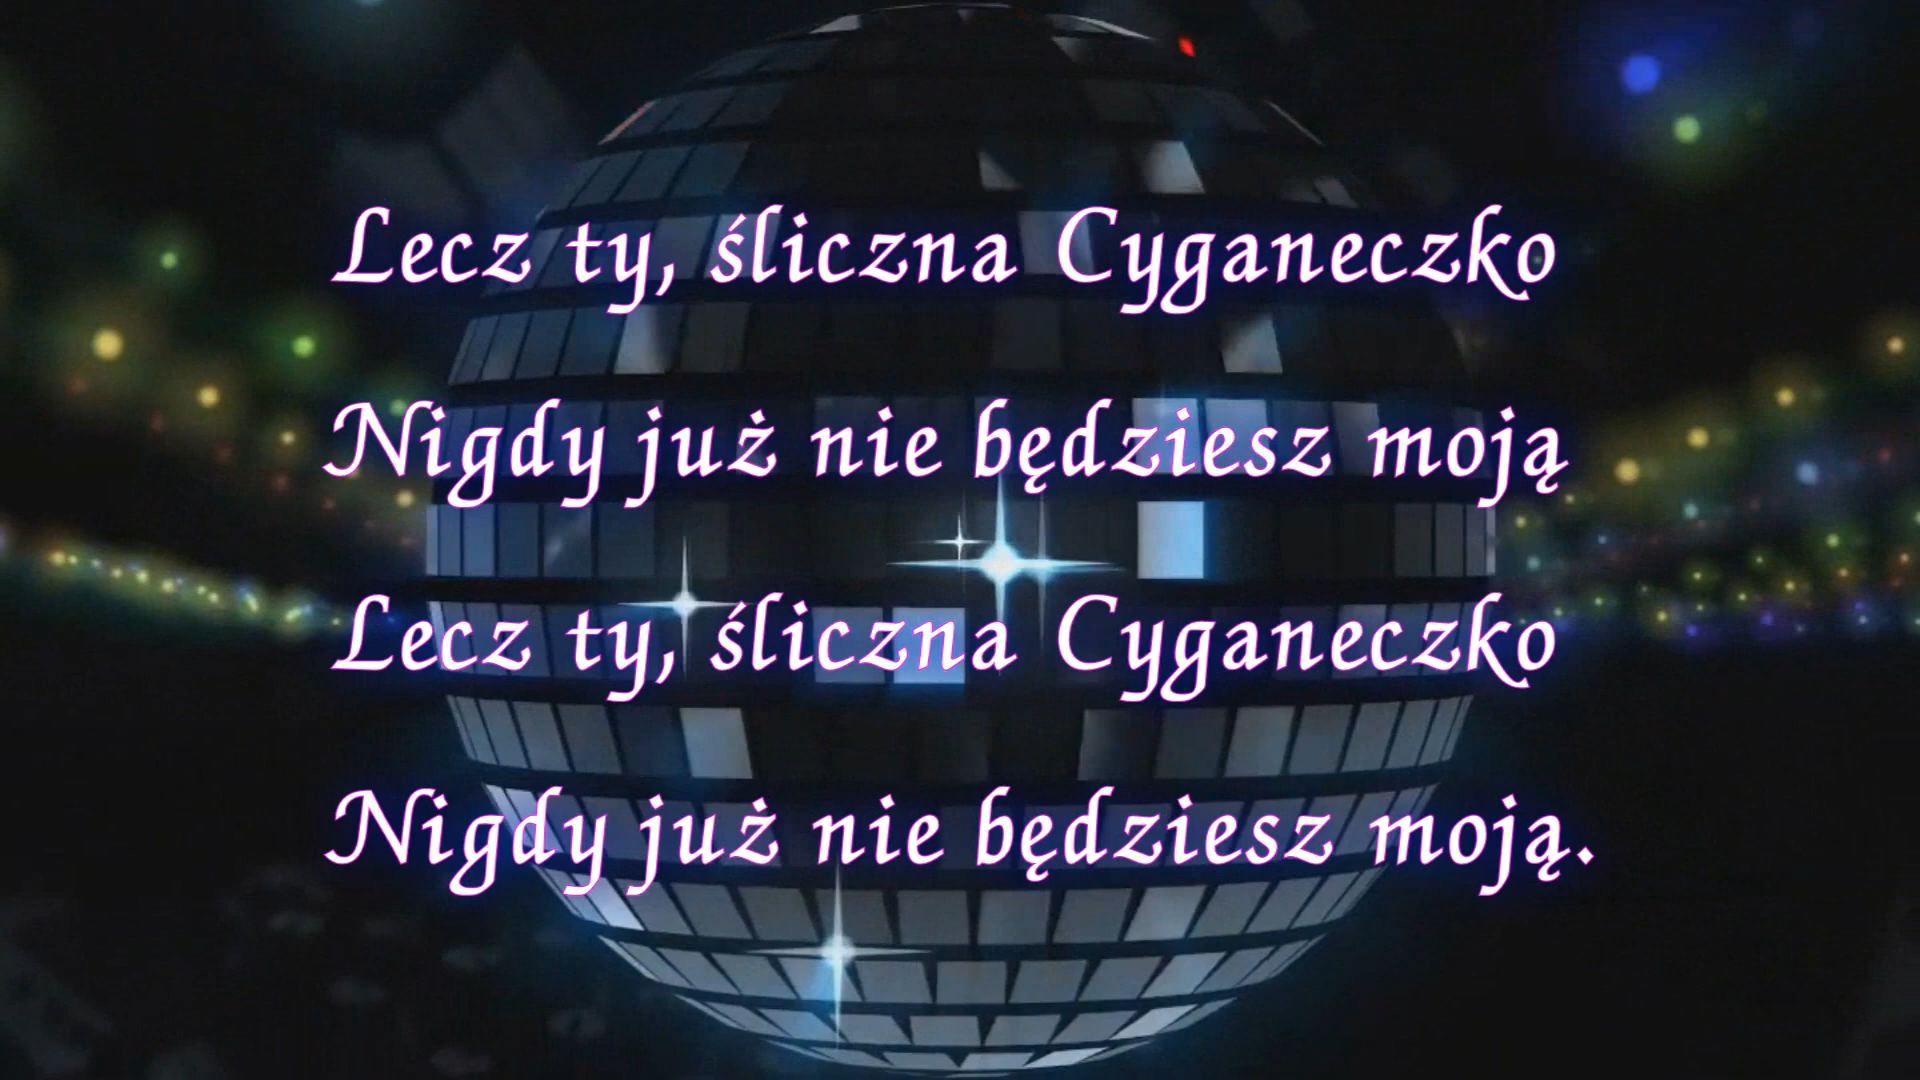 Lecz ty, śliczna Cyganeczko
Nigdy już nie będziesz moją
Lecz ty, śliczna Cyganeczko
Nigdy już nie będziesz moją.